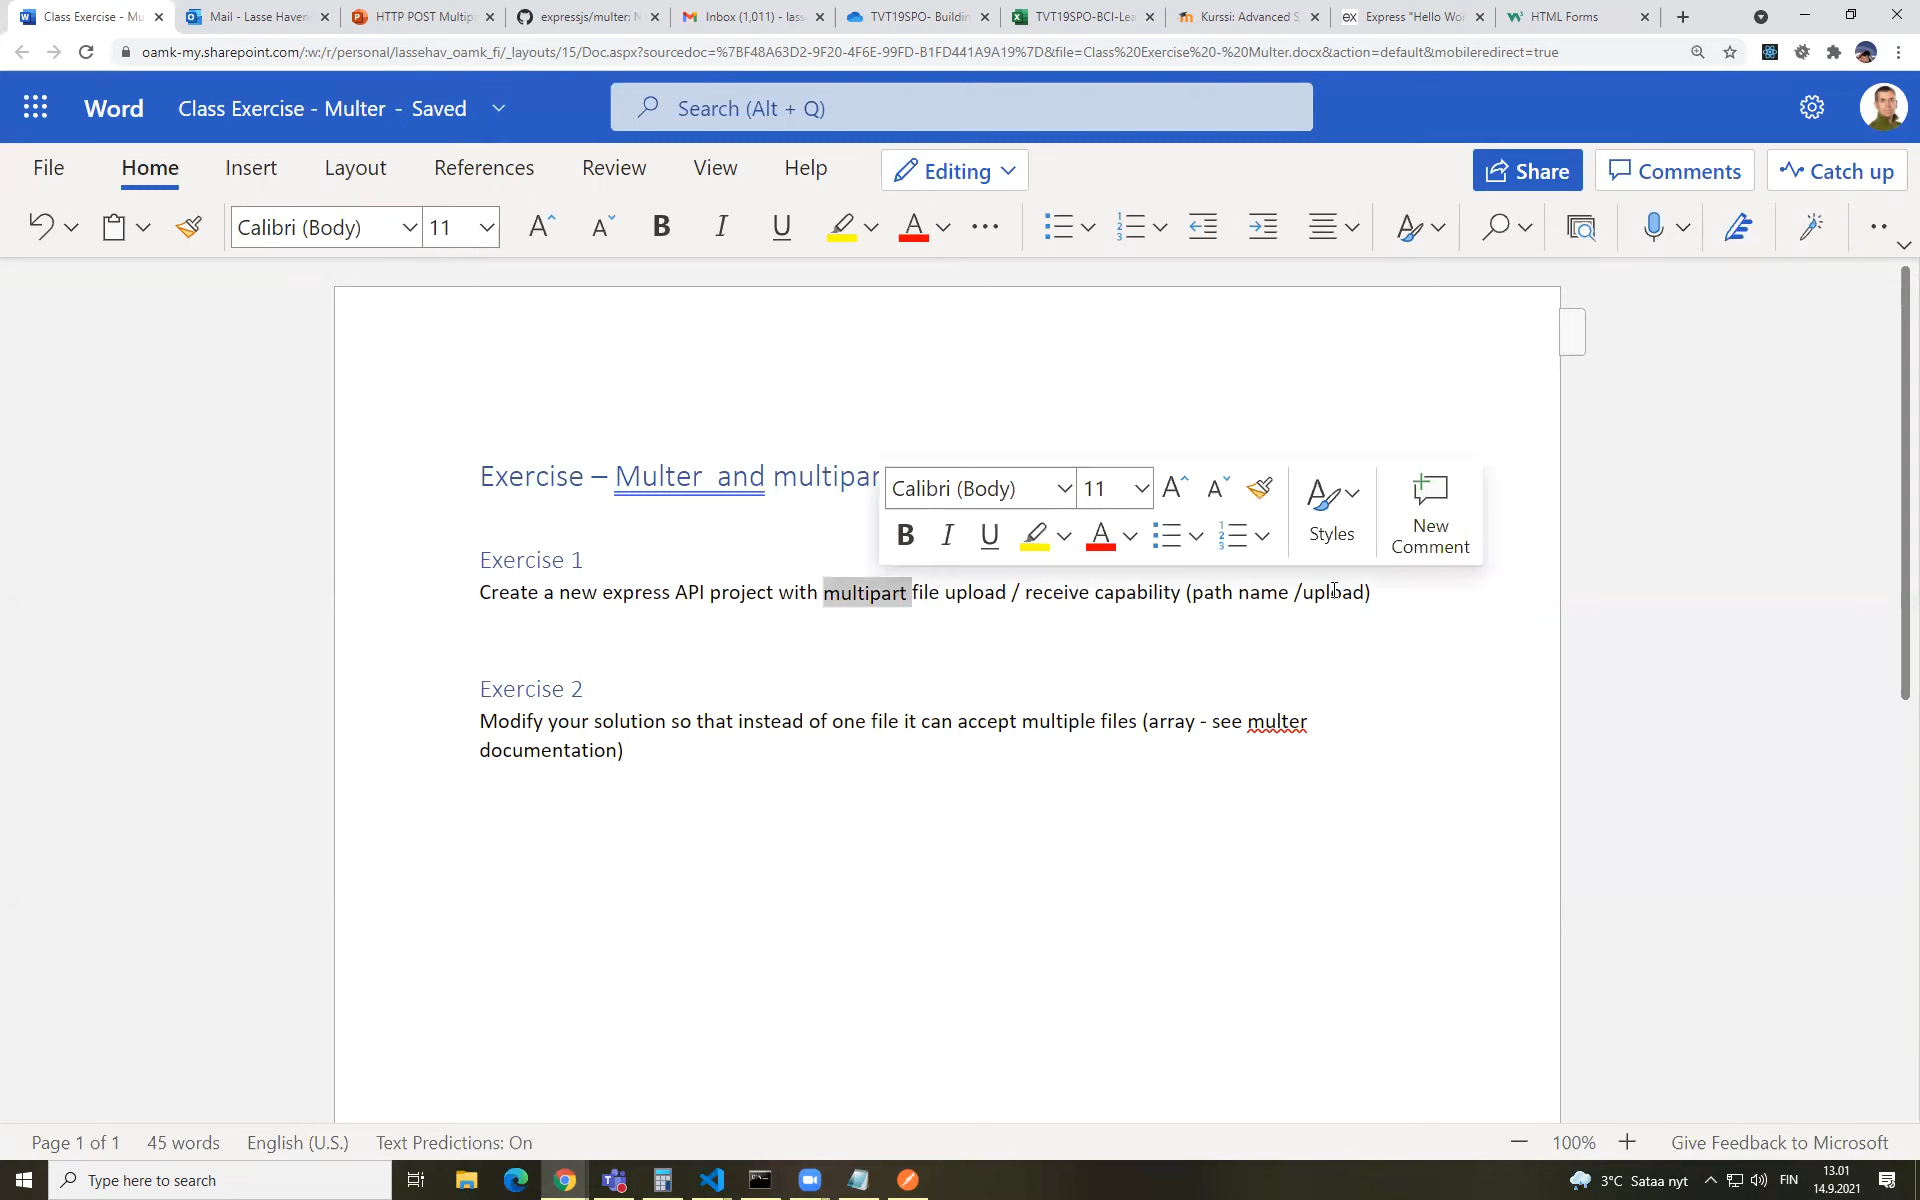 Class Exercise - Mu
Mail - Lasse Haveri
HTTP POST Multipa
expressjs/multer: N
Inbox (1,011) - lass
TVT19SPO- Buildin
TVT19SPO-BCI-Lea
Kurssi: Advanced S
Express "Hello Wor
HTML Forms
oamk-my.sharepoint.com/:w:/r/personal/lassehav_oamk_fi/_layouts/15/Doc.aspx?sourcedoc=%7BF48A63D2-9F20-4F6E-99FD-B1FD441A9A19%7D&file=Class%20Exercise%20-%20Multer.docx&action=default&mobileredirect=true
Word
Class Exercise - Multer - Saved
Search (Alt + Q)
File
Home
Insert
Layout
References
Review
View
Help
Editing
Share
Comments
Catch up
Calibri (Body)
11
Exercise – Multer and multipar
Calibri (Body)
11
Styles
New
Comment
Exercise 1
Create a new express API project with multipart file upload / receive capability (path name /upload)
Exercise 2
Modify your solution so that instead of one file it can accept multiple files (array - see multer
documentation)
Page 1 of 1
45 words
English (U.S.)
Text Predictions: On
100%
Give Feedback to Microsoft
Type here to search
3°C Sataa nyt
FIN
13.01
14.9.2021